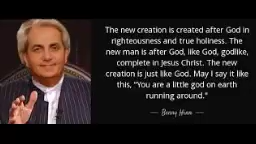 The new creation is created after God in
righteousness and true holiness. The
new man is after God, like God, godlike,
complete in Jesus Christ. The new
creation is just like God. May I say it like
this, "You are a little god on earth
running around."
— Benny Hinn —